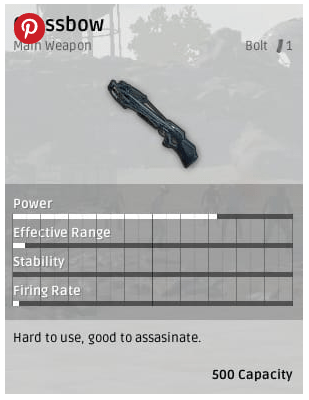 ssbow
Main Weapon
Bolt 1
Power
Effective Range
Stability
Firing Rate
Hard to use, good to assasinate.
500 Capacity